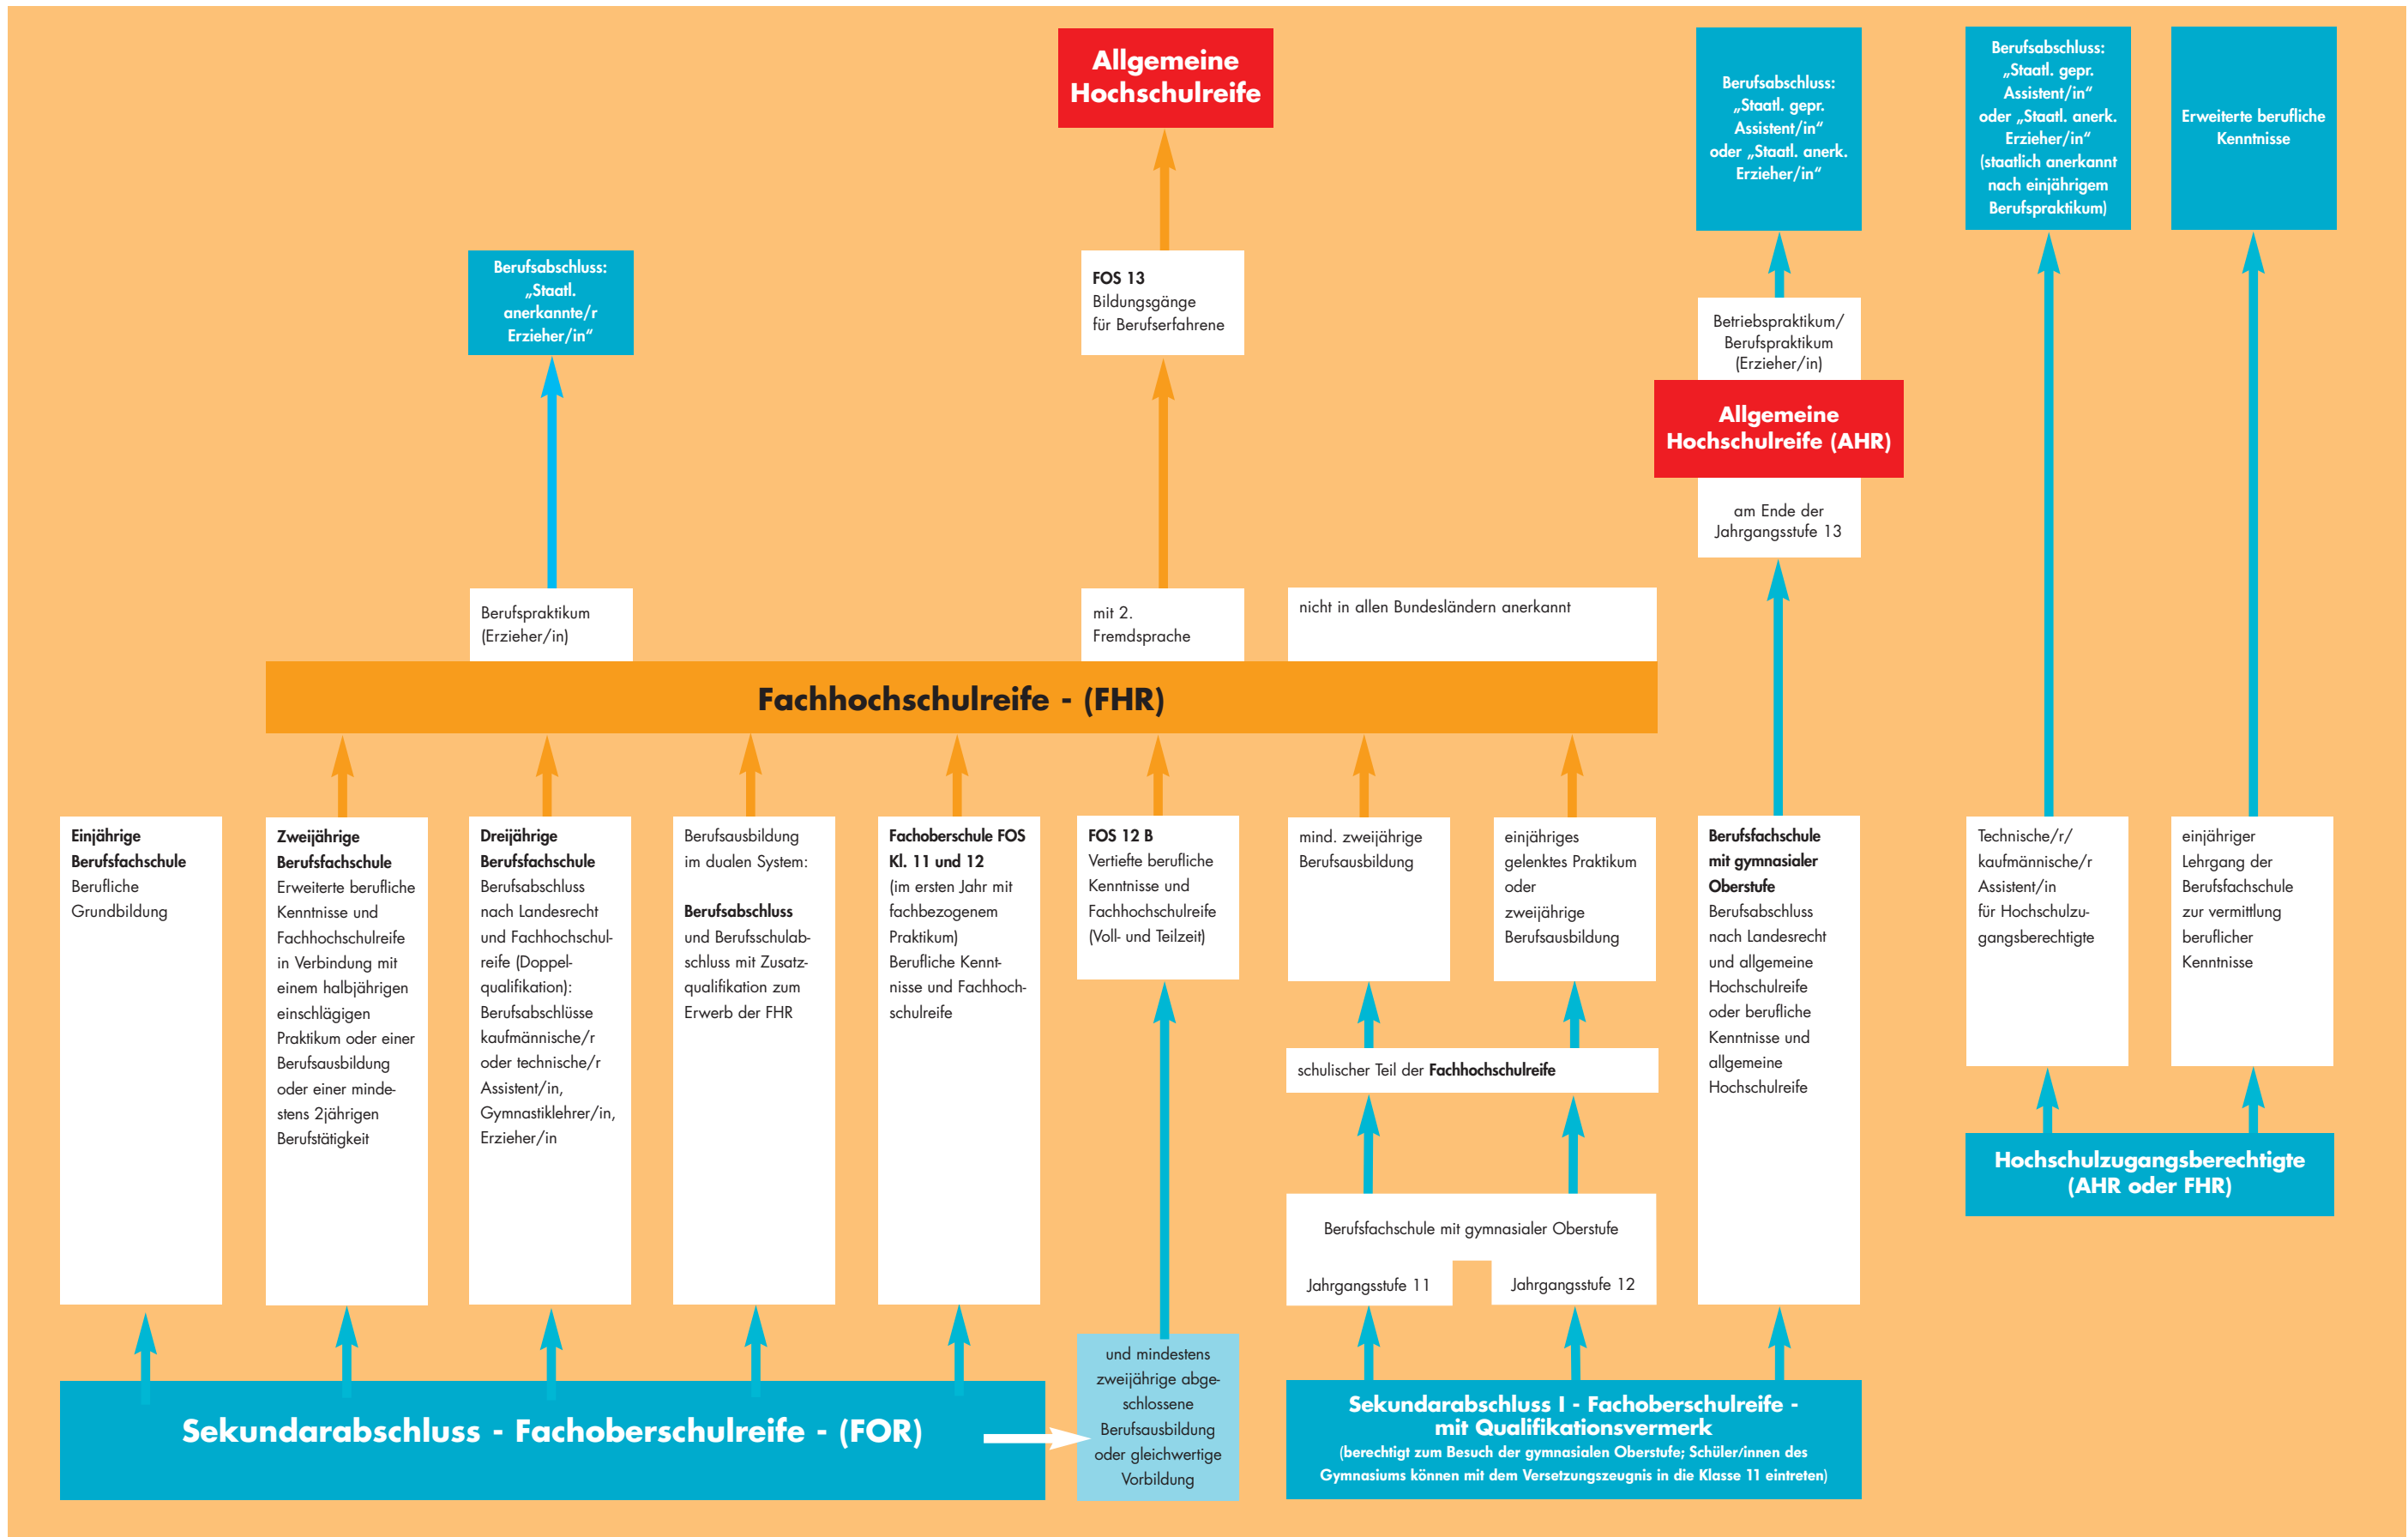 Allgemeine
Hochschulreife
Berufsabschluss:
„Staatl. gepr.
Assistent/in“
oder „Staatl. anerk.
Erzieher/in“
Berufsabschluss:
„Staatl. gepr.
Assistent/in“
oder „Staatl. anerk.
Erzieher/in“
(staatlich anerkannt
nach einjährigem
Berufspraktikum)
Erweiterte berufliche
Kenntnisse
Berufsabschluss:
„Staatl.
anerkannte/r
Erzieher/in“
FOS 13
Bildungsgänge
für Berufserfahrene
Betriebspraktikum/
Berufspraktikum
(Erzieher/in)
Allgemeine
Hochschulreife (AHR)
am Ende der
Jahrgangsstufe 13
Berufspraktikum
(Erzieher/in)
mit 2.
Fremdsprache
nicht in allen Bundesländern anerkannt
Fachhochschulreife - (FHR)
Einjährige
Berufsfachschule
Berufliche
Grundbildung
Zweijährige
Berufsfachschule
Erweiterte berufliche
Kenntnisse und
Fachhochschulreife
in Verbindung mit
einem halbjährigen
einschlägigen
Praktikum oder einer
Berufsausbildung
oder einer minde-
stens 2jährigen
Berufstätigkeit
Dreijährige
Berufsfachschule
Berufsabschluss
nach Landesrecht
und Fachhochschul-
reife (Doppel-
qualifikation):
Berufsabschlüsse
kaufmännische/r
oder technische/r
Assistent/in,
Gymnastiklehrer/in,
Erzieher/in
Berufsausbildung
im dualen System:
Berufsabschluss
und Berufsschulab-
schluss mit Zusatz-
qualifikation zum
Erwerb der FHR
Fachoberschule FOS
Kl. 11 und 12
(im ersten Jahr mit
fachbezogenem
Praktikum)
Berufliche Kennt-
nisse und Fachhoch-
schulreife
FOS 12 B
Vertiefte berufliche
Kenntnisse und
Fachhochschulreife
(Voll- und Teilzeit)
mind. zweijährige
Berufsausbildung
einjähriges
gelenktes Praktikum
oder
zweijährige
Berufsausbildung
Berufsfachschule
mit gymnasialer
Oberstufe
Berufsabschluss
nach Landesrecht
und allgemeine
Hochschulreife
oder berufliche
Kenntnisse und
allgemeine
Hochschulreife
Technische/r/
kaufmännische/r
Assistent/in
für Hochschulzu-
gangsberechtigte
einjähriger
Lehrgang der
Berufsfachschule
zur vermittlung
beruflicher
Kenntnisse
schulischer Teil der Fachhochschulreife
Hochschulzugangsberechtigte
(AHR oder FHR)
Berufsfachschule mit gymnasialer Oberstufe
Jahrgangsstufe 11
Jahrgangsstufe 12
Sekundarabschluss - Fachoberschulreife - (FOR)
und mindestens
zweijährige abge-
schlossene
Berufsausbildung
oder gleichwertige
Vorbildung
Sekundarabschluss I - Fachoberschulreife -
mit Qualifikationsvermerk
(berechtigt zum Besuch der gymnasialen Oberstufe; Schüler/innen des
Gymnasiums können mit dem Versetzungszeugnis in die Klasse 11 eintreten)